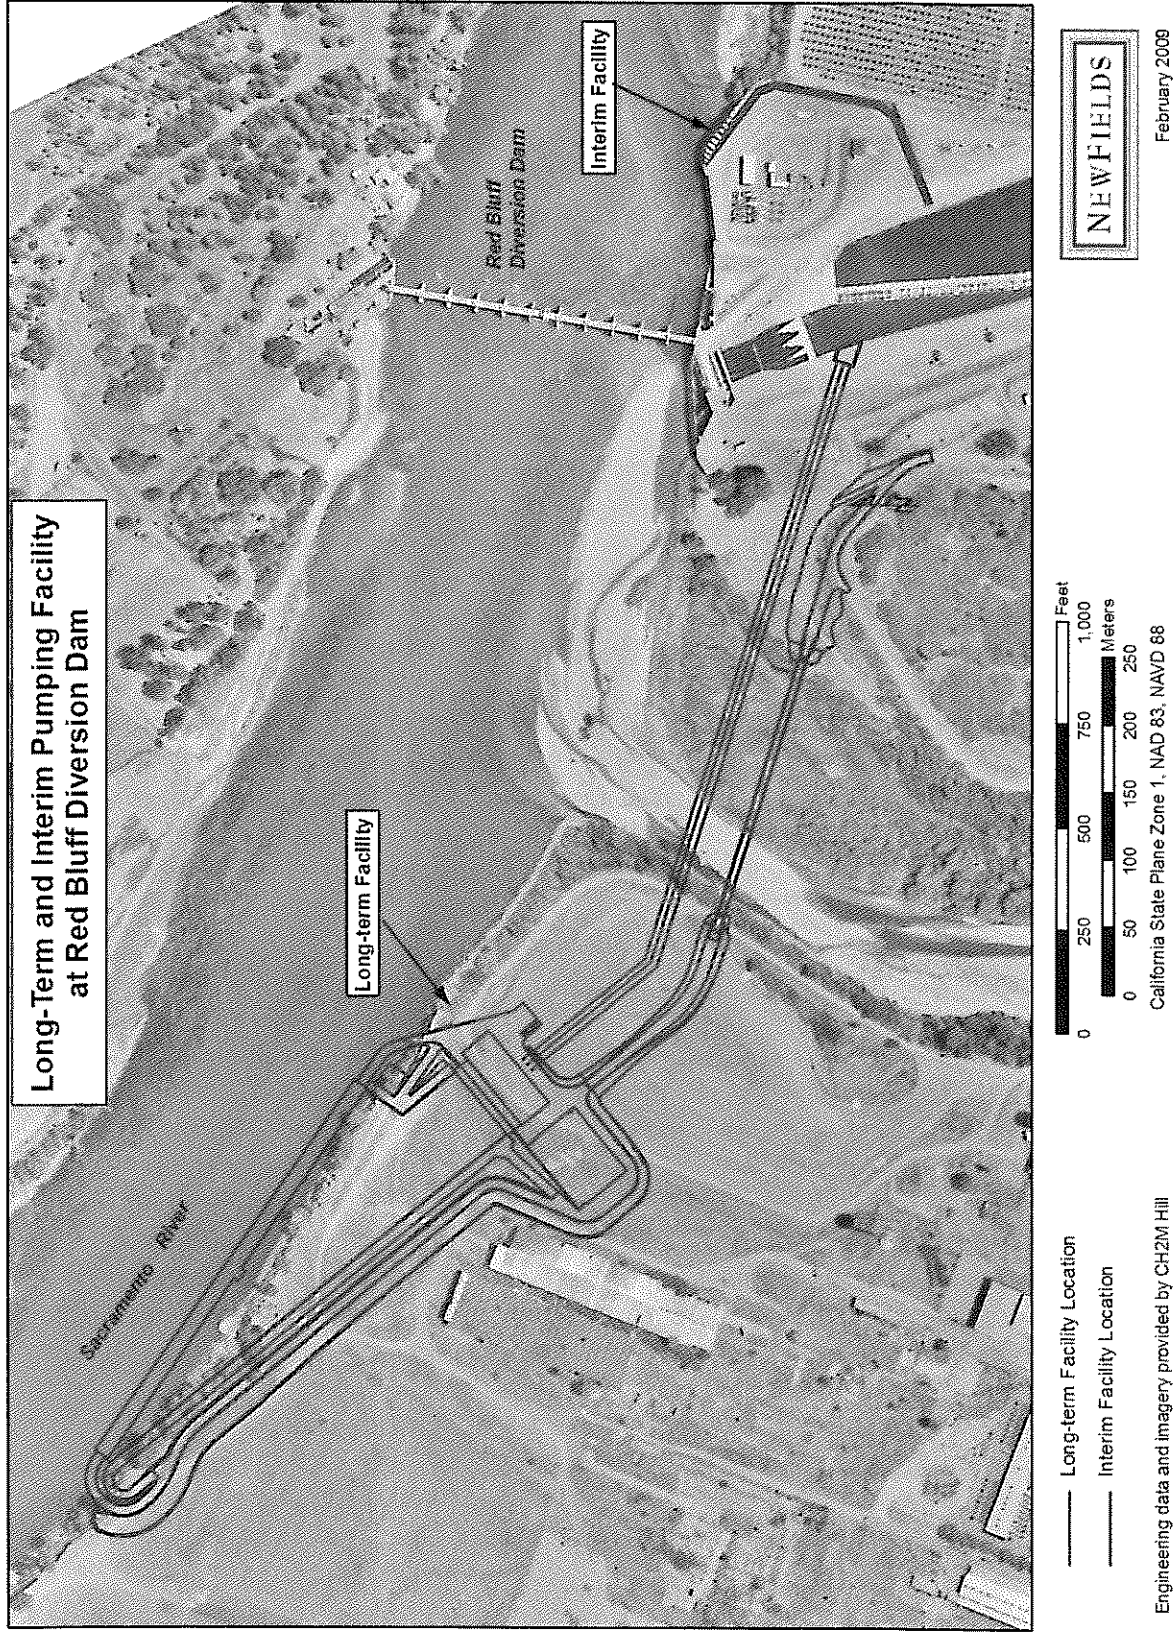 Long-Term and Interim Pumping Facility
at Red Bluff Diversion Dam
Sacramento River
Long-term Facility
Red Bluff
Diversion Dam
Interim Facility
Long-term Facility Location
Interim Facility Location
Engineering data and imagery provided by CH2M Hill
0 250 500 750 1,000
Feet
Meters
0 50 100 150 200 250
California State Plane Zone 1, NAD 83, NAVD 88
NEWFIELDS
February 2009